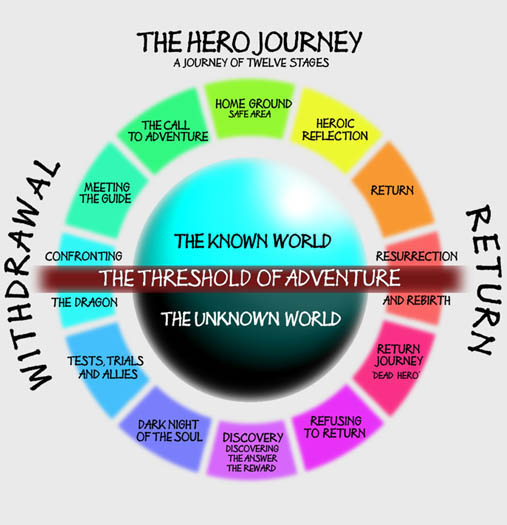 THE HERO JOURNEY
A JOURNEY OF TWELVE STAGES
HOME GROUND
SAFE AREA
HEROIC
REFLECTION
RETURN
RESURRECTION
AND REBIRTH
RETURN
JOURNEY
'DEAD HERO'
REFUSING
TO RETURN
DISCOVERY
DISCOVERING
THE ANSWER
THE REWARD
DARK NIGHT
OF THE SOUL
TESTS, TRIALS
AND ALLIES
CONFRONTING
THE DRAGON
MEETING
THE GUIDE
THE CALL
TO ADVENTURE
WITHDRAWAL
RETURN
THE KNOWN WORLD
THE THRESHOLD OF ADVENTURE
THE UNKNOWN WORLD